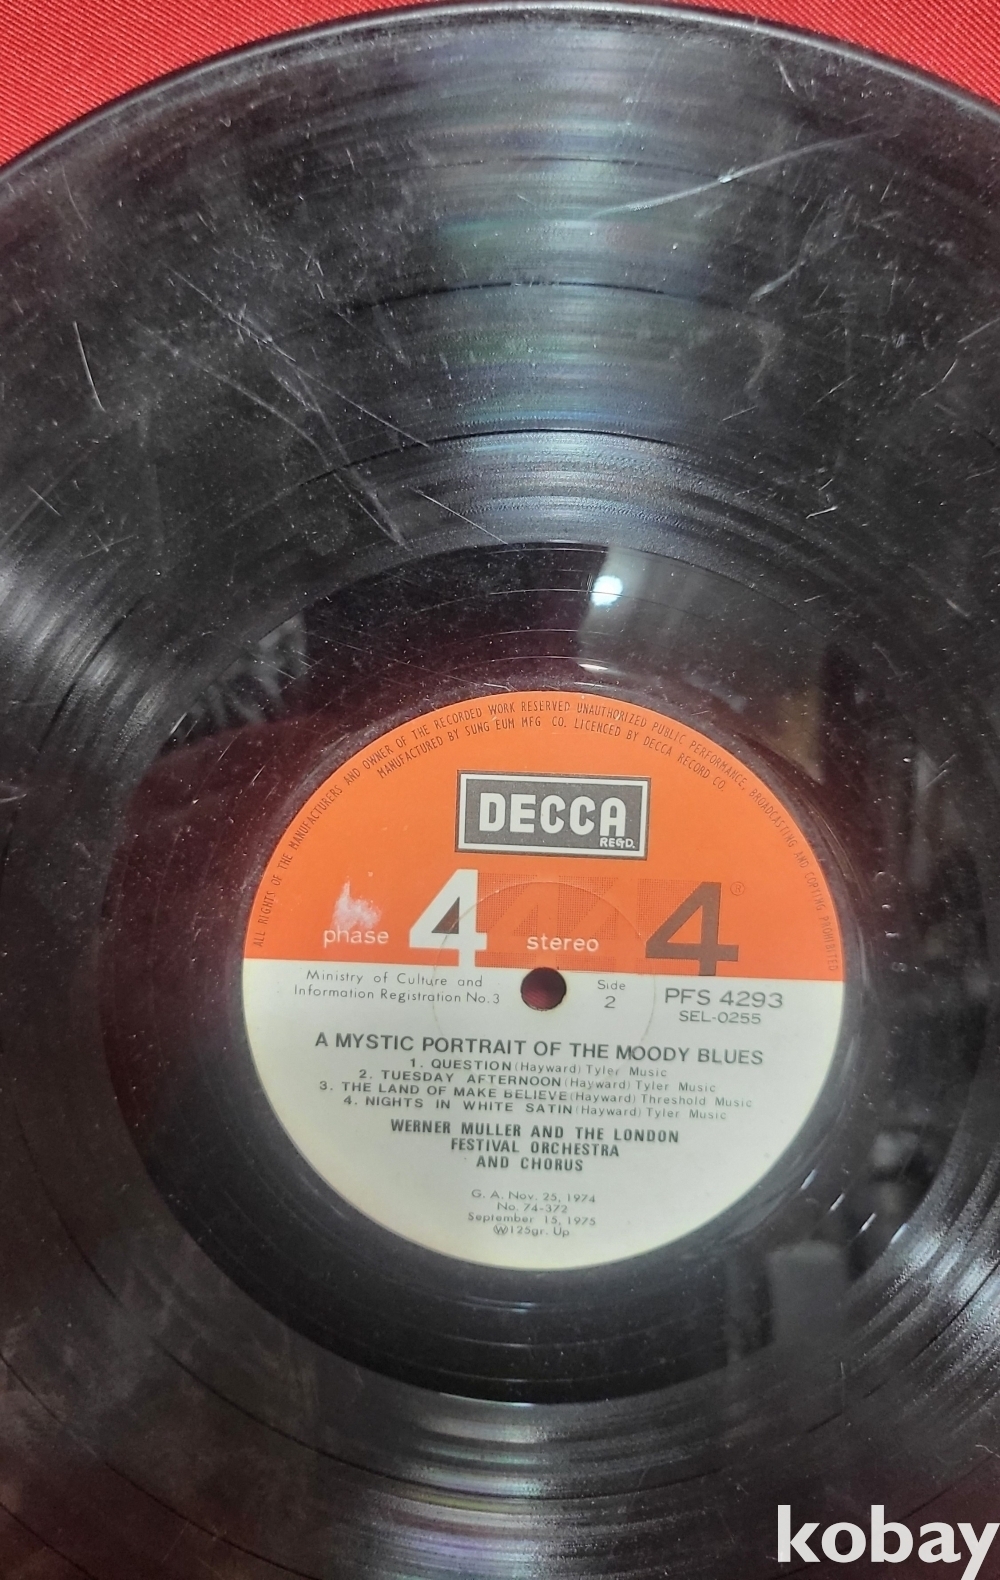 ALL RIGHTS OF THE MANUFACTURERS AND OWNER OF THE RECORDED WORK RESERVED UNAUTHORIZED PUBLIC PERFORMANCE, BROADCASTING AND COPYING PROHIBITED
MANUFACTURED BY SUNG EUM MFG CO. LICENCED BY DECCA RECORD CO.
DECCA
REGD.
phase 4 stereo 4 ®
Ministry of Culture and
Information Registration No.3
Side
2
PFS 4293
SEL-0255
A MYSTIC PORTRAIT OF THE MOODY BLUES
1. QUESTION (Hayward) Tyler Music
2. TUESDAY AFTERNOON (Hayward) Tyler Music
3. THE LAND OF MAKE BELIEVE (Hayward) Threshold Music
4. NIGHTS IN WHITE SATIN (Hayward) Tyler Music
WERNER MULLER AND THE LONDON
FESTIVAL ORCHESTRA
AND CHORUS
G. A. Nov. 25, 1974
No. 74-372
September 15, 1975
Ⓦ125gr. Up
kobay